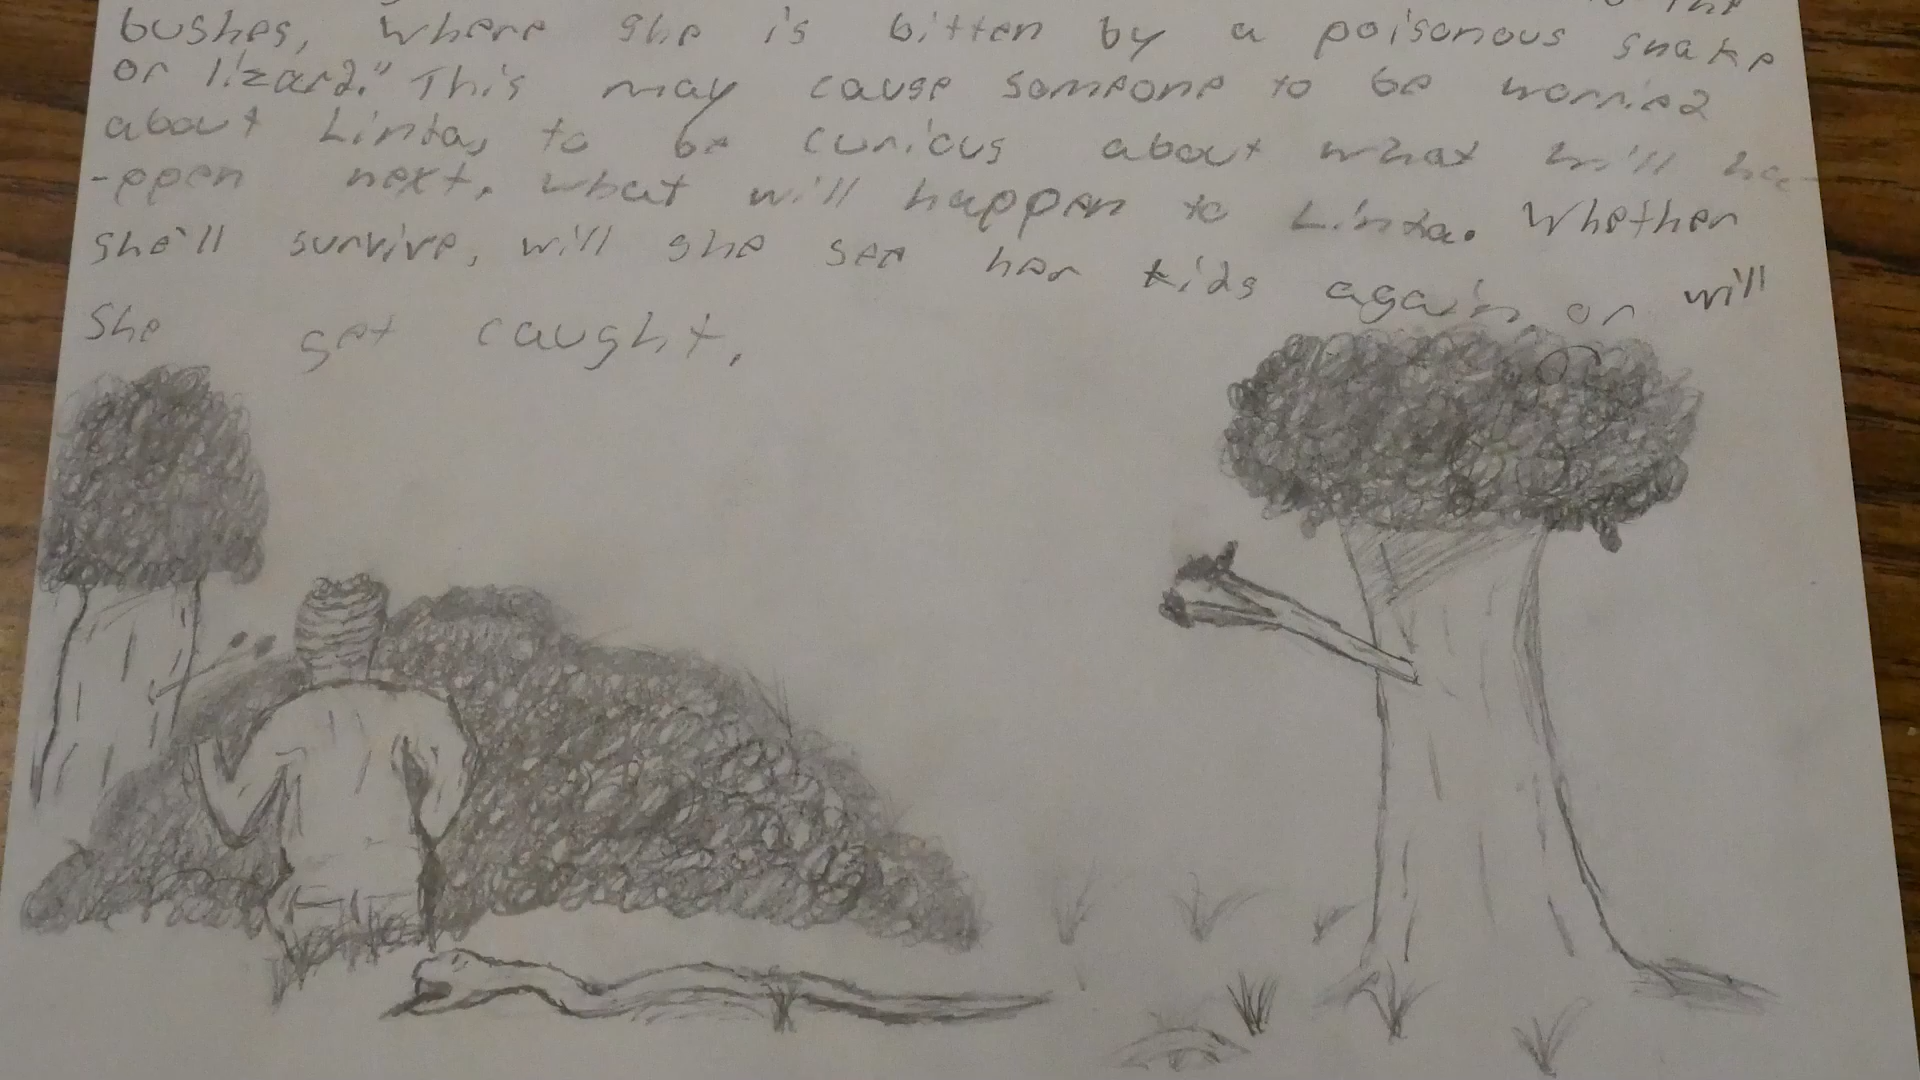 to the
bushes, where she is bitten by a poisonous snake
or lizard." This may cause someone to be worried
about Linda, to be curious about what will ha-
-ppen next, what will happen to Linda. Whether
she'll survive, will she see her kids again or will
she get caught,